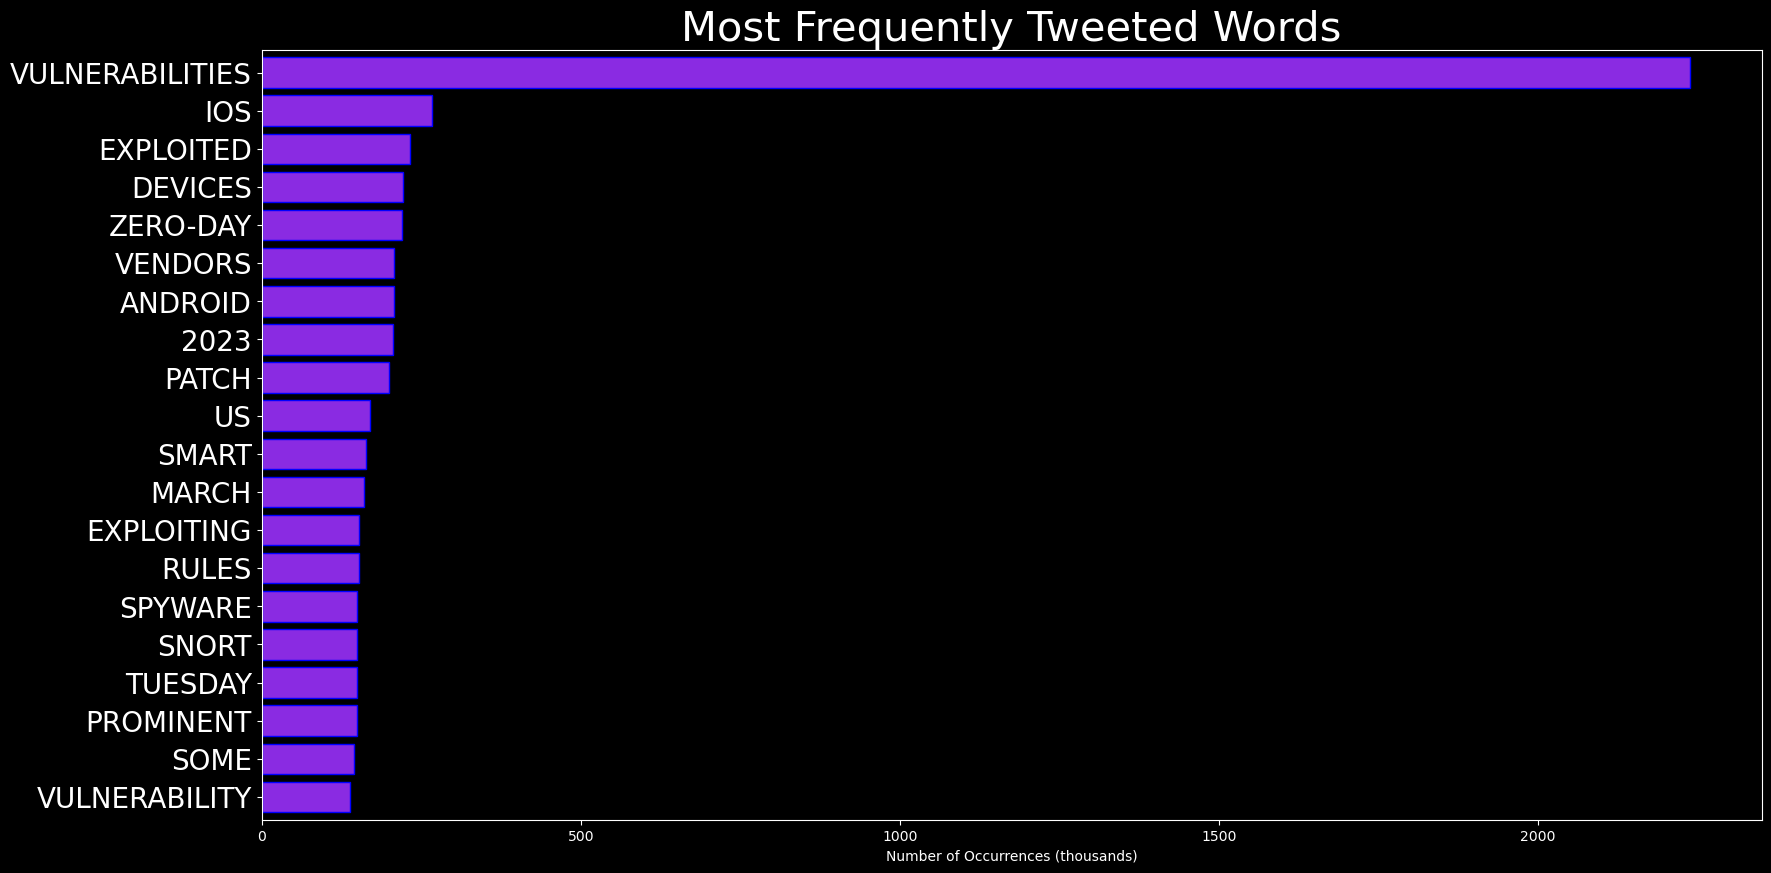 Most Frequently Tweeted Words
VULNERABILITIES
IOS
EXPLOITED
DEVICES
ZERO-DAY
VENDORS
ANDROID
2023
PATCH
US
SMART
MARCH
EXPLOITING
RULES
SPYWARE
SNORT
TUESDAY
PROMINENT
SOME
VULNERABILITY
0 500 1000 1500 2000
Number of Occurrences (thousands)